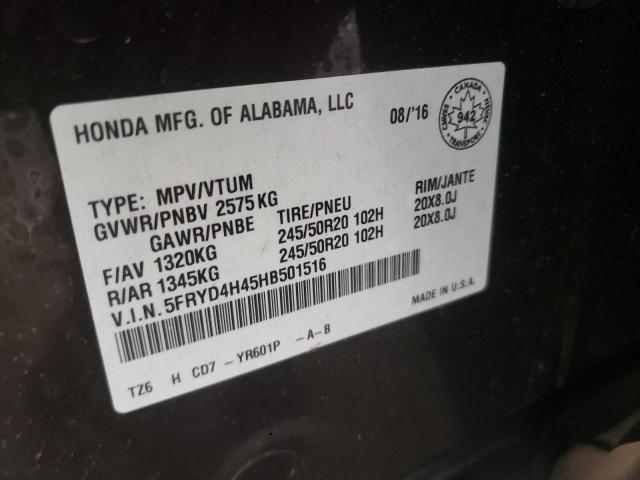 HONDA MFG. OF ALABAMA, LLC 08/'16
CANADA
942
TRANSPORT
TYPE: MPV/VTUM
GVWR/PNBV 2575 KG
GAWR/PNBE TIRE/PNEU RIM/JANTE
F/AV 1320KG 245/50R20 102H 20X8.0J
R/AR 1345KG 245/50R20 102H 20X8.0J
V.I.N. 5FRYD4H45HB501516
MADE IN U.S.A.
TZ6 H CD7 - YR601P - A - B